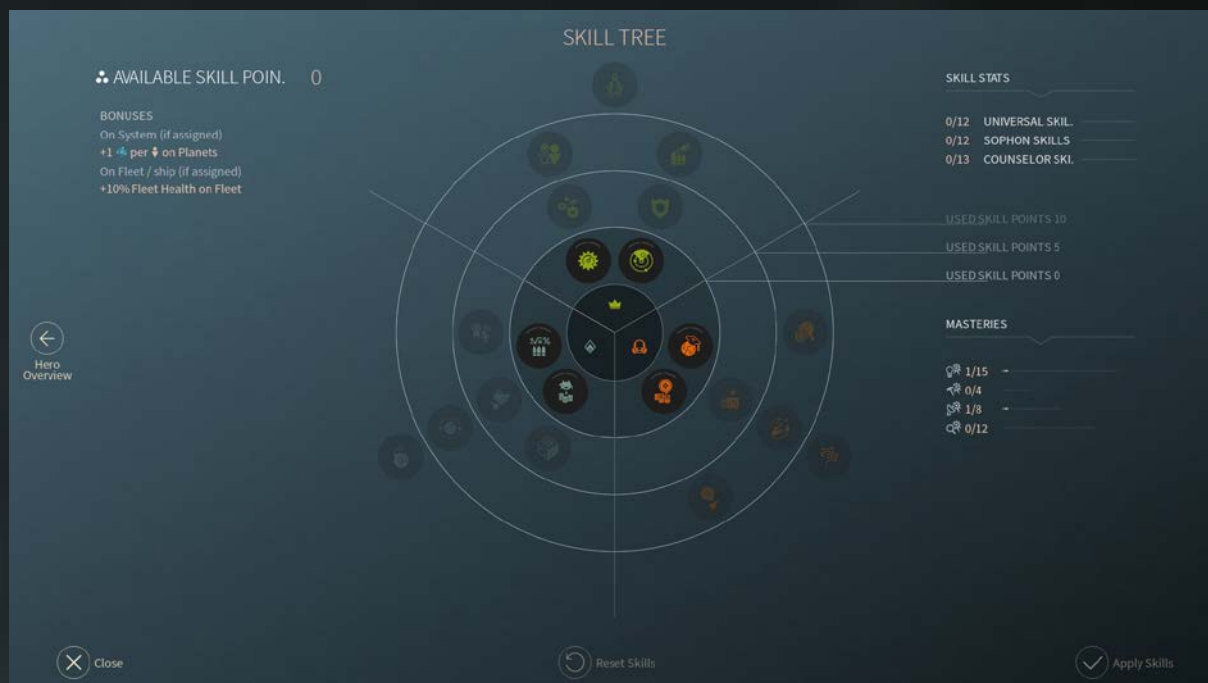 SKILL TREE
AVAILABLE SKILL POIN. 0
BONUSES
On System (if assigned)
+1 per on Planets
On Fleet / ship (if assigned)
+10% Fleet Health on Fleet
SKILL STATS
0/12 UNIVERSAL SKIL.
0/12 SOPHON SKILLS
0/13 COUNSELOR SKI.
USED SKILL POINTS 10
USED SKILL POINTS 5
USED SKILL POINTS 0
MASTERIES
1/15
0/4
1/8
0/12
Hero
Overview
Close
Reset Skills
Apply Skills